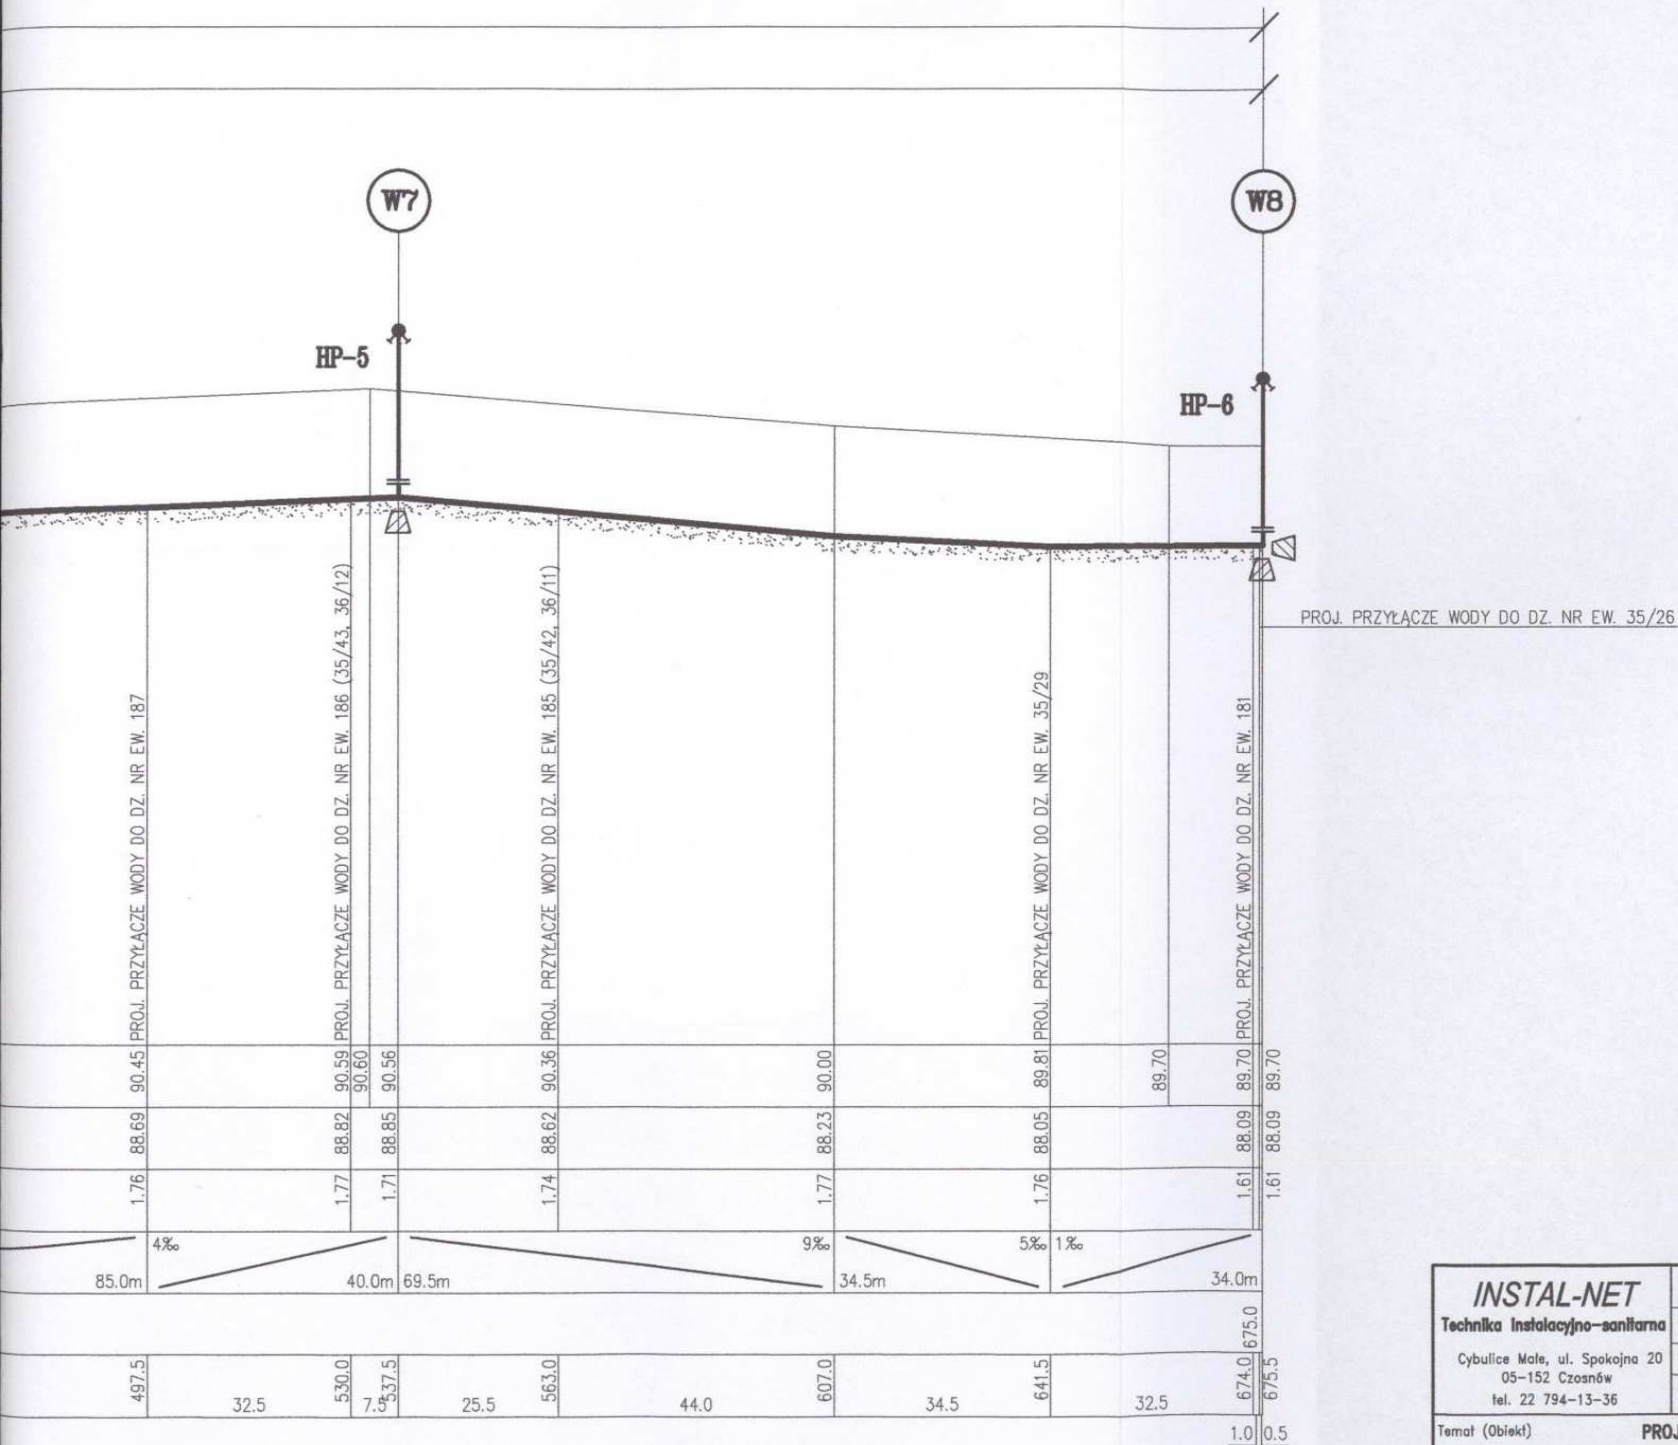 W7
W8
HP-5
HP-6
PROJ. PRZYŁĄCZE WODY DO DZ. NR EW. 35/26
PROJ. PRZYŁĄCZE WODY DO DZ. NR EW. 187
PROJ. PRZYŁĄCZE WODY DO DZ. NR EW. 186 (35/43, 36/12)
PROJ. PRZYŁĄCZE WODY DO DZ. NR EW. 185 (35/42, 36/11)
PROJ. PRZYŁĄCZE WODY DO DZ. NR EW. 35/29
PROJ. PRZYŁĄCZE WODY DO DZ. NR EW. 181
90.45 90.59 90.60 90.56 90.36 90.00 89.81 89.70 89.70 89.70
88.69 88.82 88.85 88.62 88.23 88.05 88.09 88.09
1.76 1.77 1.71 1.74 1.77 1.76 1.61 1.61
4‰ 9‰ 5‰ 1‰
85.0m 40.0m 69.5m 34.5m 34.0m
675.0
497.5 530.0 537.5 563.0 607.0 641.5 674.0 675.5
32.5 7.5 25.5 44.0 34.5 32.5
1.0 0.5
INSTAL-NET
Technika Instalacyjno-sanitarna
Cybulice Małe, ul. Spokojna 20
05-152 Czosnów
tel. 22 794-13-36
Temat (Obiekt) PROJ